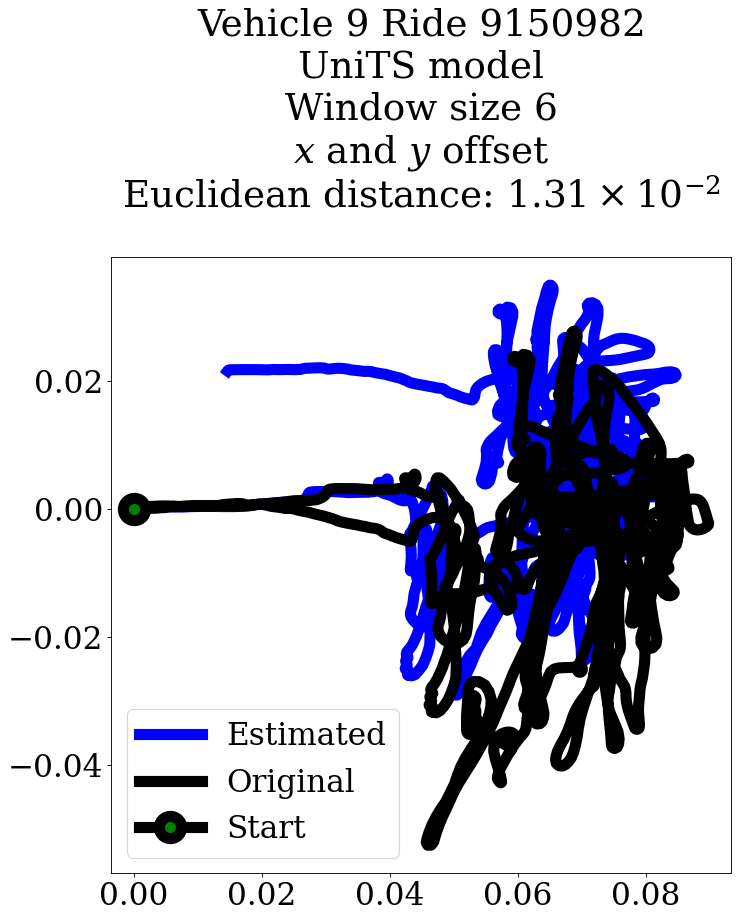 Vehicle 9 Ride 9150982
UniTS model
Window size 6
x and y offset
Euclidean distance: 1.31 × 10⁻²
0.02
0.00
−0.02
−0.04
Estimated
Original
Start
0.00 0.02 0.04 0.06 0.08